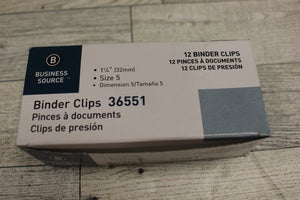 B
BUSINESS
SOURCE™
• 1¼" (32mm)
• Size 5
• Dimension 5/Tamaño 5
12 BINDER CLIPS
12 PINCES À DOCUMENTS
12 CLIPS DE PRESIÓN
Binder Clips 36551
Pinces à documents
Clips de presión